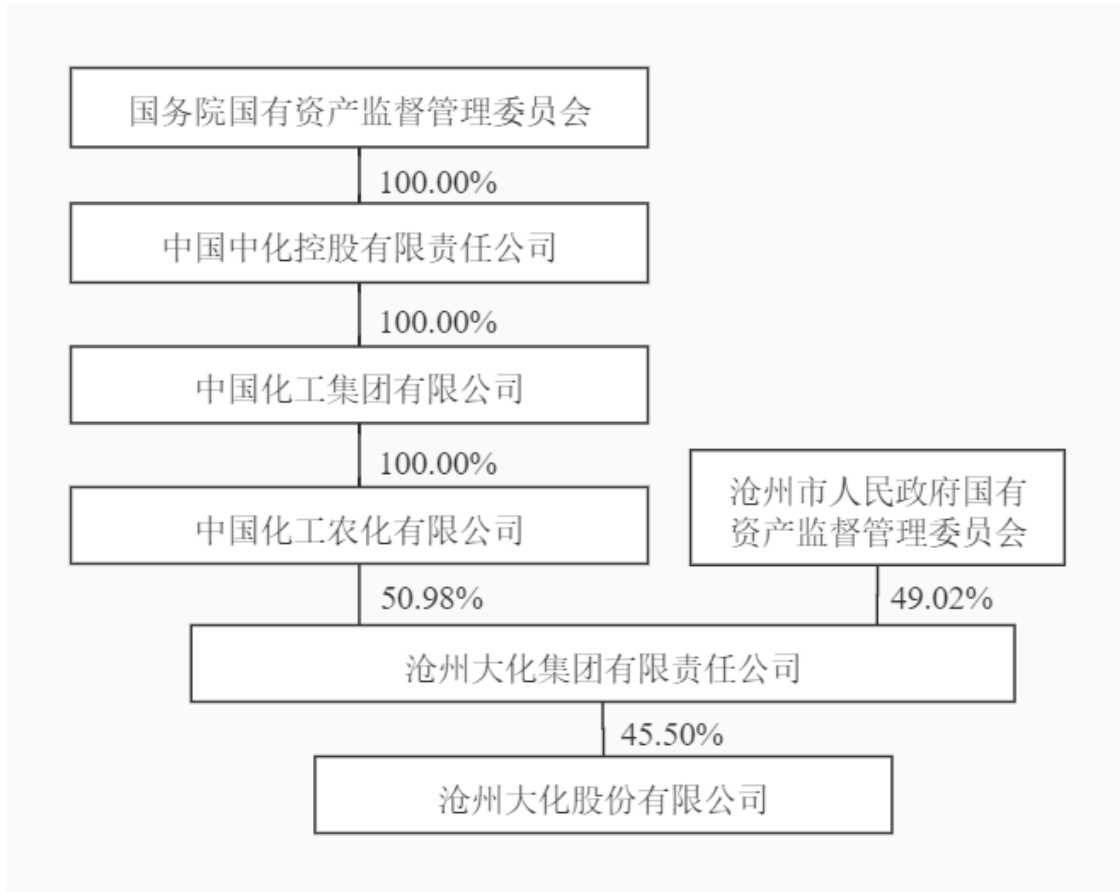 国务院国有资产监督管理委员会
100.00%
中国中化控股有限责任公司
100.00%
中国化工集团有限公司
100.00%
中国化工农化有限公司
沧州市人民政府国有
资产监督管理委员会
50.98%
49.02%
沧州大化集团有限责任公司
45.50%
沧州大化股份有限公司